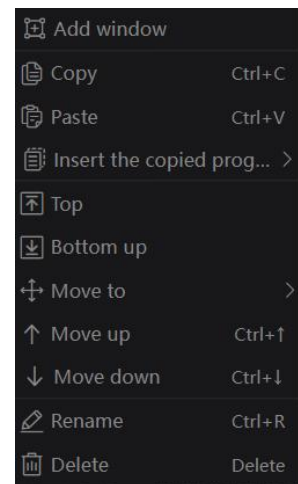 Add window
Copy Ctrl+C
Paste Ctrl+V
Insert the copied prog... >
Top
Bottom up
Move to >
Move up Ctrl+↑
Move down Ctrl+↓
Rename Ctrl+R
Delete Delete